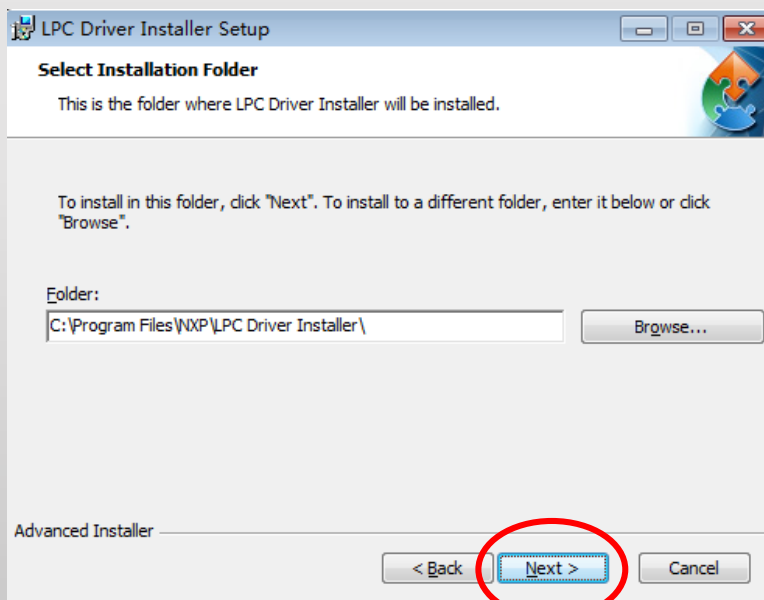 LPC Driver Installer Setup
Select Installation Folder
This is the folder where LPC Driver Installer will be installed.
To install in this folder, click "Next". To install to a different folder, enter it below or click
"Browse".
Folder:
C:\Program Files\NXP\LPC Driver Installer\
Browse...
Advanced Installer
< Back
Next >
Cancel